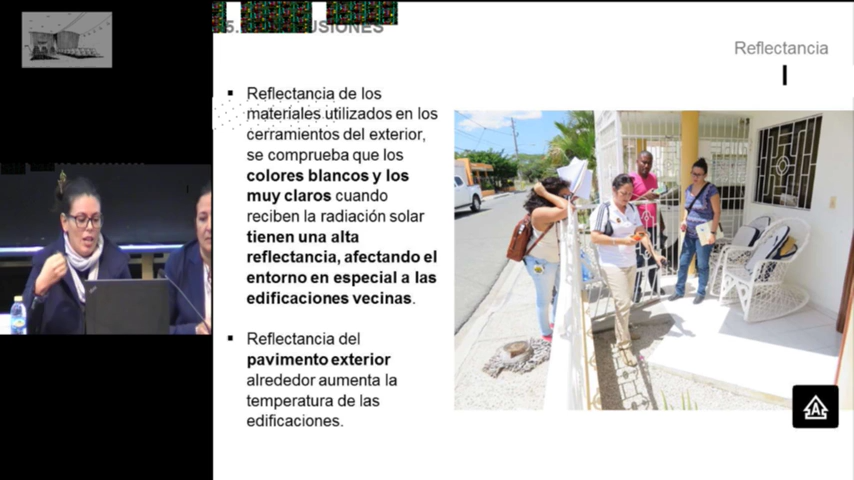 5.
USIONES
Reflectancia
▪ Reflectancia de los
materiales utilizados en los
cerramientos del exterior,
se comprueba que los
colores blancos y los
muy claros cuando
reciben la radiación solar
tienen una alta
reflectancia, afectando el
entorno en especial a las
edificaciones vecinas.
▪ Reflectancia del
pavimento exterior
alrededor aumenta la
temperatura de las
edificaciones.